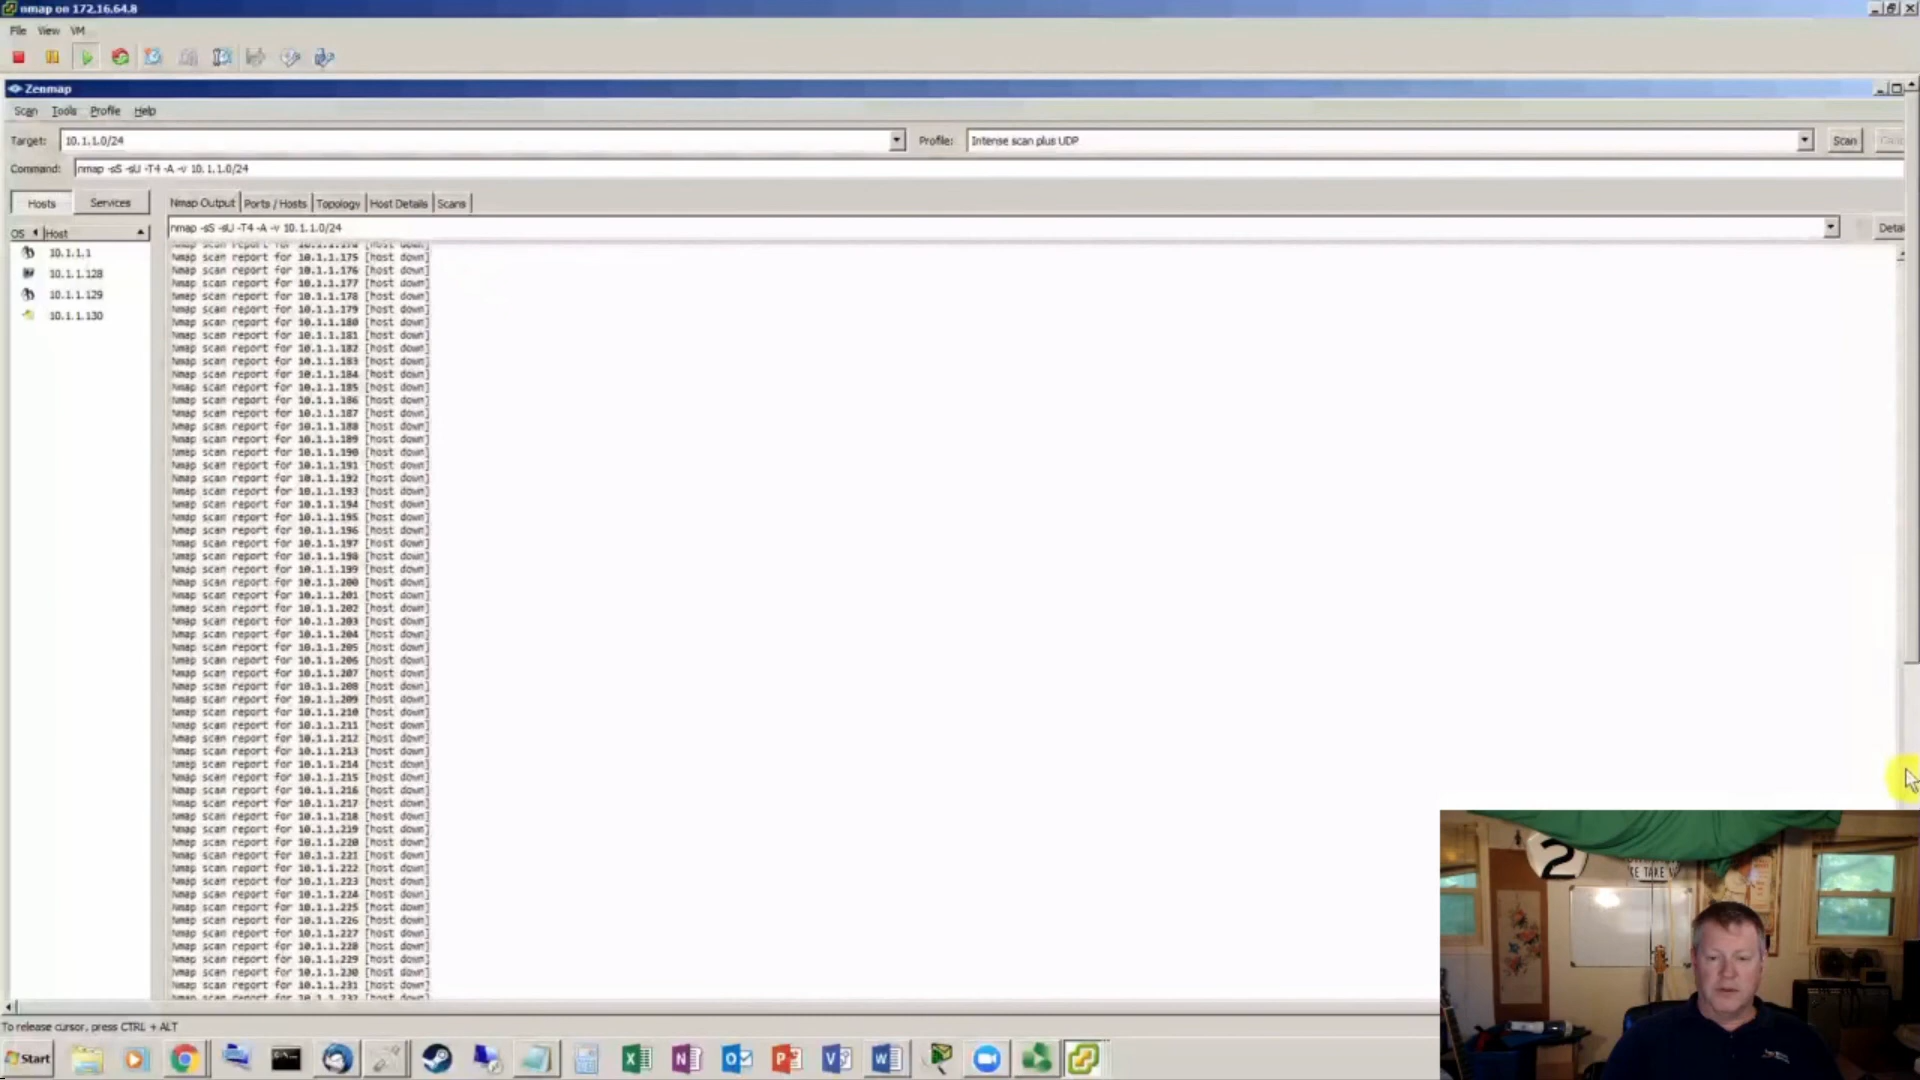 nmap on 172.16.64.8
File View VM
Zenmap
Scan Tools Profile Help
Target: 10.1.1.0/24 Profile: Intense scan plus UDP Scan
Command: nmap -sS -sU -T4 -A -v 10.1.1.0/24
Hosts Services Nmap Output Ports / Hosts Topology Host Details Scans
OS Host nmap -sS -sU -T4 -A -v 10.1.1.0/24 Detai
10.1.1.1
10.1.1.128
10.1.1.129
10.1.1.130
Nmap scan report for 10.1.1.174 [host down]
Nmap scan report for 10.1.1.175 [host down]
Nmap scan report for 10.1.1.176 [host down]
Nmap scan report for 10.1.1.177 [host down]
Nmap scan report for 10.1.1.178 [host down]
Nmap scan report for 10.1.1.179 [host down]
Nmap scan report for 10.1.1.180 [host down]
Nmap scan report for 10.1.1.181 [host down]
Nmap scan report for 10.1.1.182 [host down]
Nmap scan report for 10.1.1.183 [host down]
Nmap scan report for 10.1.1.184 [host down]
Nmap scan report for 10.1.1.185 [host down]
Nmap scan report for 10.1.1.186 [host down]
Nmap scan report for 10.1.1.187 [host down]
Nmap scan report for 10.1.1.188 [host down]
Nmap scan report for 10.1.1.189 [host down]
Nmap scan report for 10.1.1.190 [host down]
Nmap scan report for 10.1.1.191 [host down]
Nmap scan report for 10.1.1.192 [host down]
Nmap scan report for 10.1.1.193 [host down]
Nmap scan report for 10.1.1.194 [host down]
Nmap scan report for 10.1.1.195 [host down]
Nmap scan report for 10.1.1.196 [host down]
Nmap scan report for 10.1.1.197 [host down]
Nmap scan report for 10.1.1.198 [host down]
Nmap scan report for 10.1.1.199 [host down]
Nmap scan report for 10.1.1.200 [host down]
Nmap scan report for 10.1.1.201 [host down]
Nmap scan report for 10.1.1.202 [host down]
Nmap scan report for 10.1.1.203 [host down]
Nmap scan report for 10.1.1.204 [host down]
Nmap scan report for 10.1.1.205 [host down]
Nmap scan report for 10.1.1.206 [host down]
Nmap scan report for 10.1.1.207 [host down]
Nmap scan report for 10.1.1.208 [host down]
Nmap scan report for 10.1.1.209 [host down]
Nmap scan report for 10.1.1.210 [host down]
Nmap scan report for 10.1.1.211 [host down]
Nmap scan report for 10.1.1.212 [host down]
Nmap scan report for 10.1.1.213 [host down]
Nmap scan report for 10.1.1.214 [host down]
Nmap scan report for 10.1.1.215 [host down]
Nmap scan report for 10.1.1.216 [host down]
Nmap scan report for 10.1.1.217 [host down]
Nmap scan report for 10.1.1.218 [host down]
Nmap scan report for 10.1.1.219 [host down]
Nmap scan report for 10.1.1.220 [host down]
Nmap scan report for 10.1.1.221 [host down]
Nmap scan report for 10.1.1.222 [host down]
Nmap scan report for 10.1.1.223 [host down]
Nmap scan report for 10.1.1.224 [host down]
Nmap scan report for 10.1.1.225 [host down]
Nmap scan report for 10.1.1.226 [host down]
Nmap scan report for 10.1.1.227 [host down]
Nmap scan report for 10.1.1.228 [host down]
Nmap scan report for 10.1.1.229 [host down]
Nmap scan report for 10.1.1.230 [host down]
Nmap scan report for 10.1.1.231 [host down]
Nmap scan report for 10.1.1.232 [host down]
2
TAKE
To release cursor, press CTRL + ALT
Start